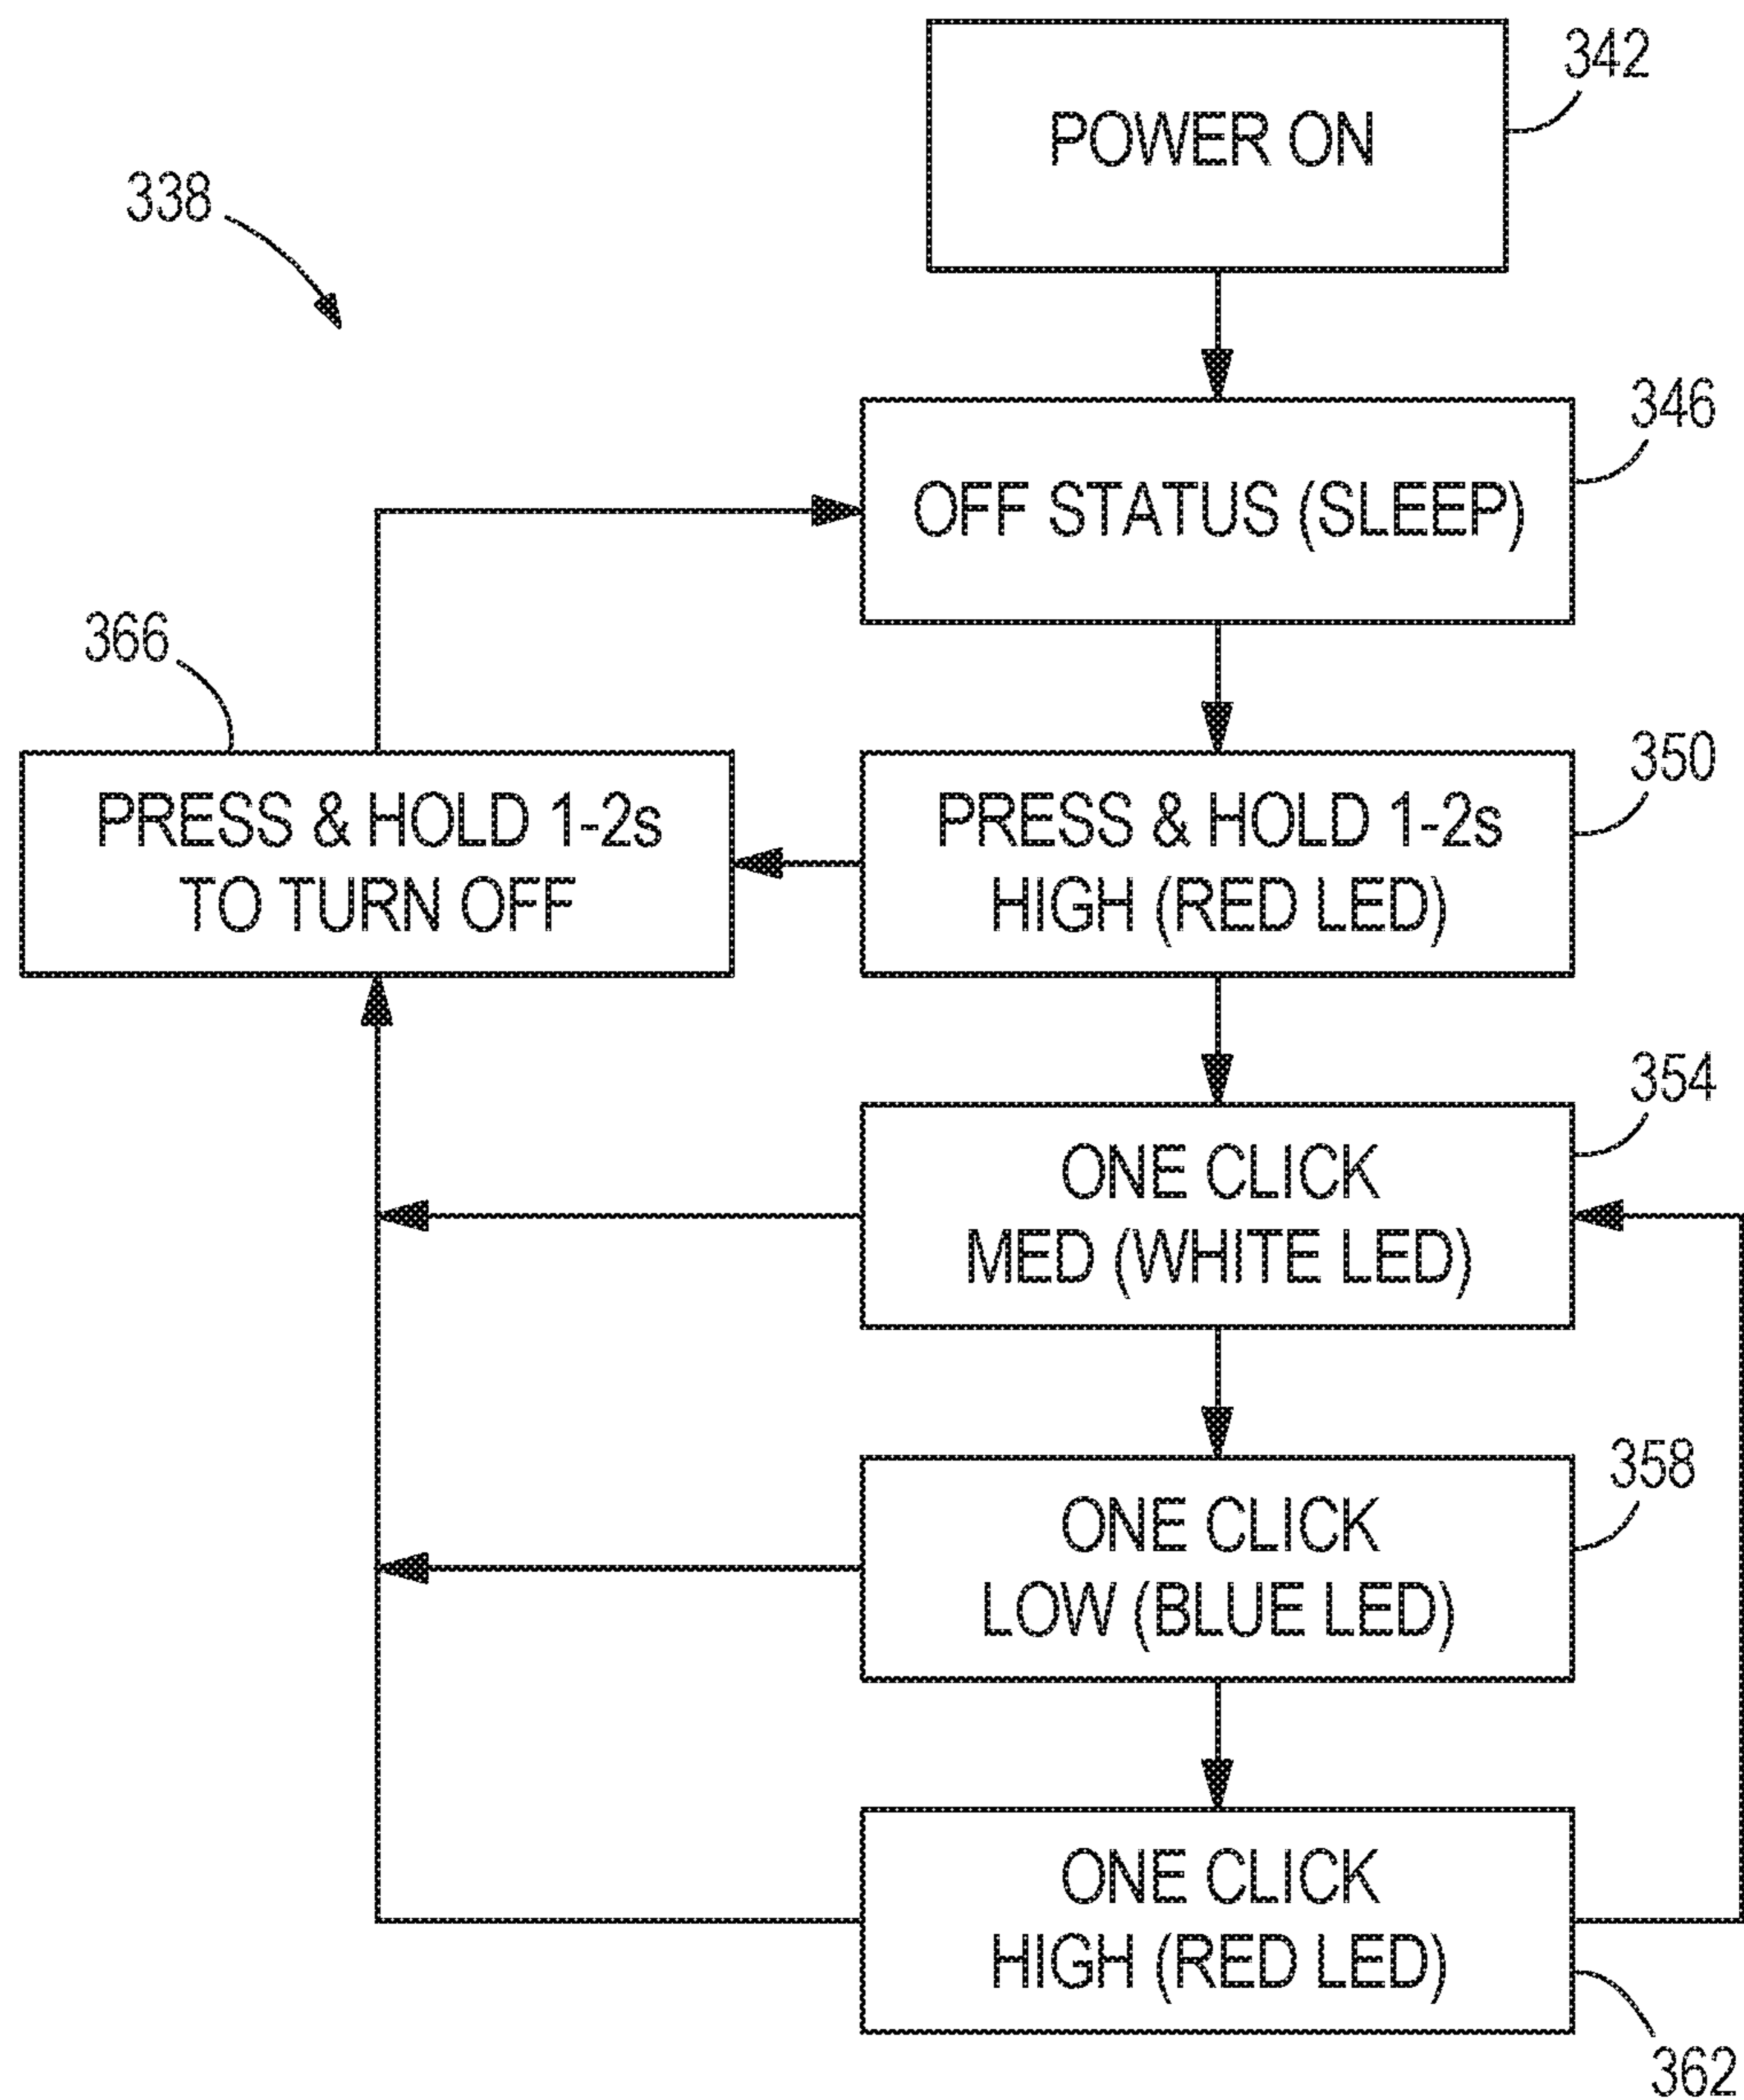 342
POWER ON
338
346
OFF STATUS (SLEEP)
366
350
PRESS & HOLD 1-2s
TO TURN OFF
PRESS & HOLD 1-2s
HIGH (RED LED)
354
ONE CLICK
MED (WHITE LED)
358
ONE CLICK
LOW (BLUE LED)
ONE CLICK
HIGH (RED LED)
362